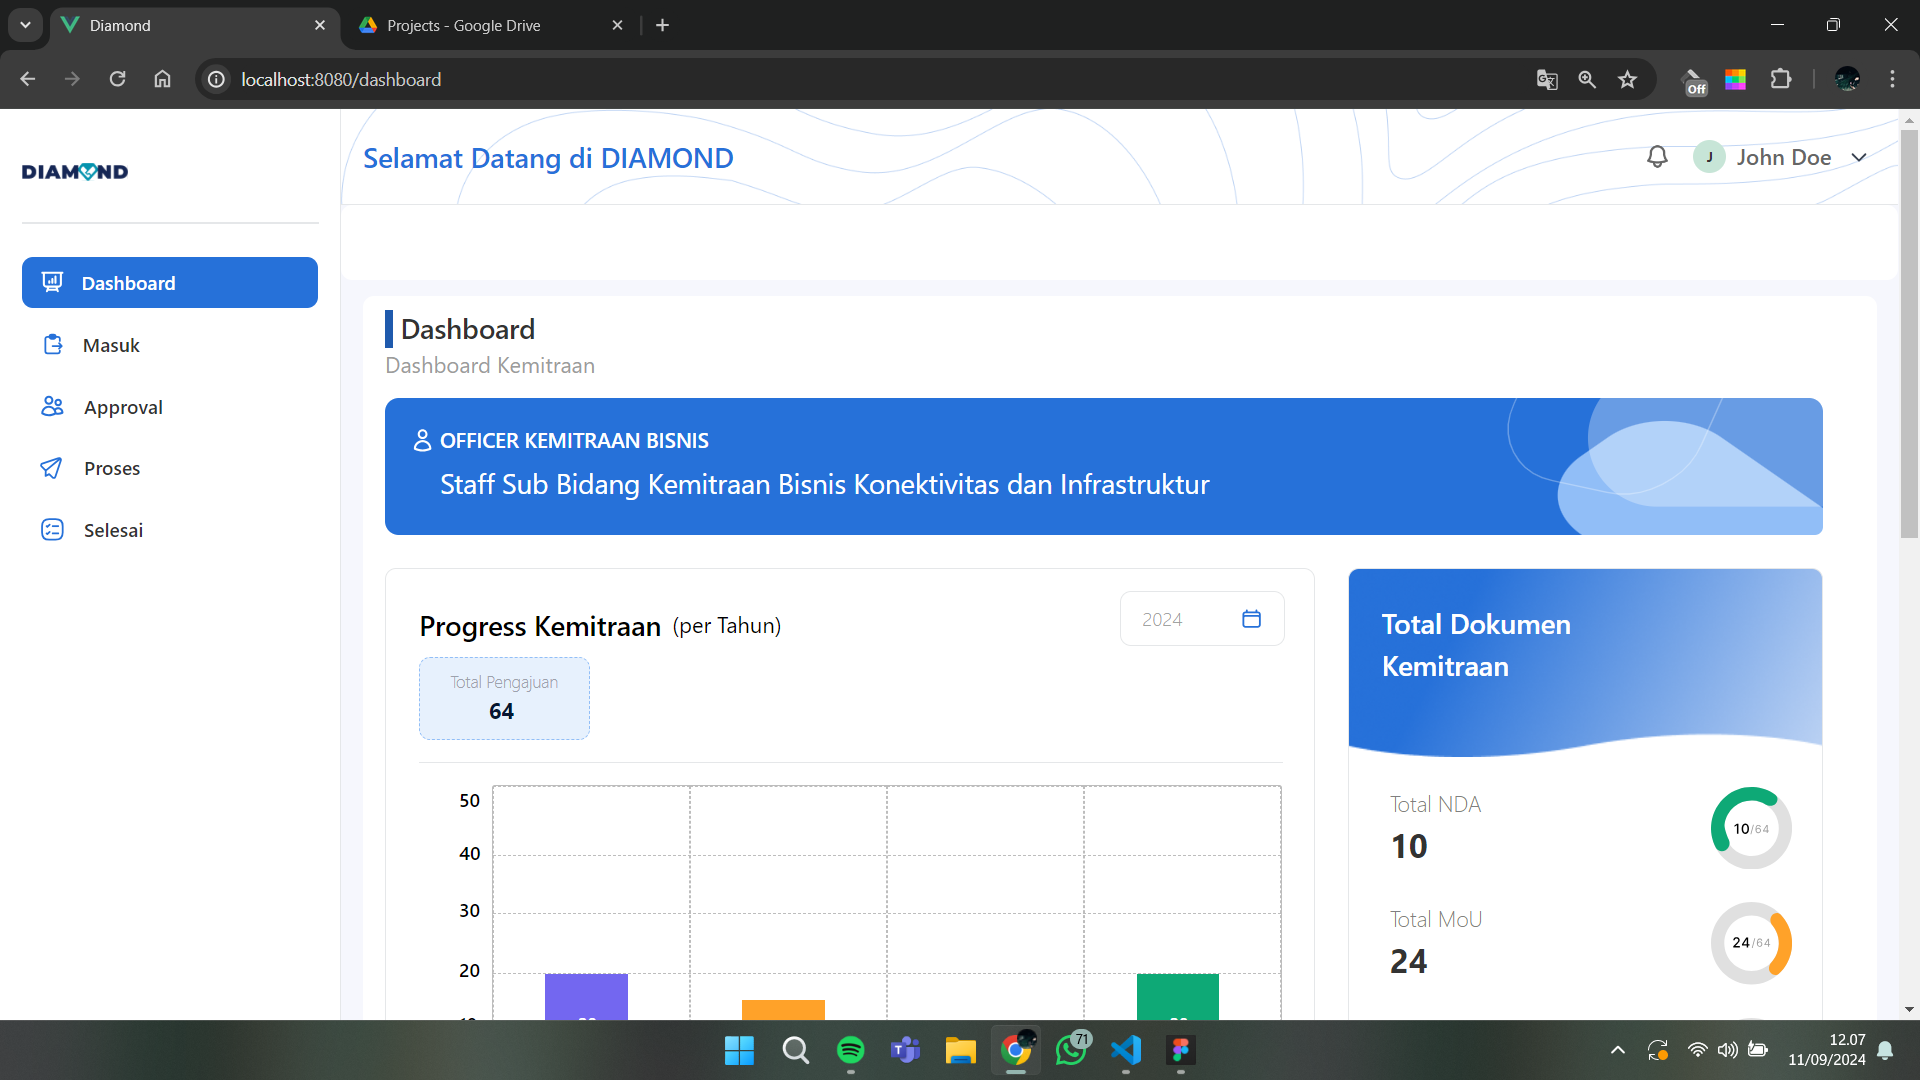 Diamond
Projects - Google Drive
localhost:8080/dashboard
Off
DIAMOND
Selamat Datang di DIAMOND
J
John Doe
Dashboard
Masuk
Approval
Proses
Selesai
Dashboard
Dashboard Kemitraan
OFFICER KEMITRAAN BISNIS
Staff Sub Bidang Kemitraan Bisnis Konektivitas dan Infrastruktur
Progress Kemitraan (per Tahun)
2024
Total Pengajuan
64
50
40
30
20
Total Dokumen
Kemitraan
Total NDA
10
10/64
Total MoU
24
24/64
71
12.07
11/09/2024